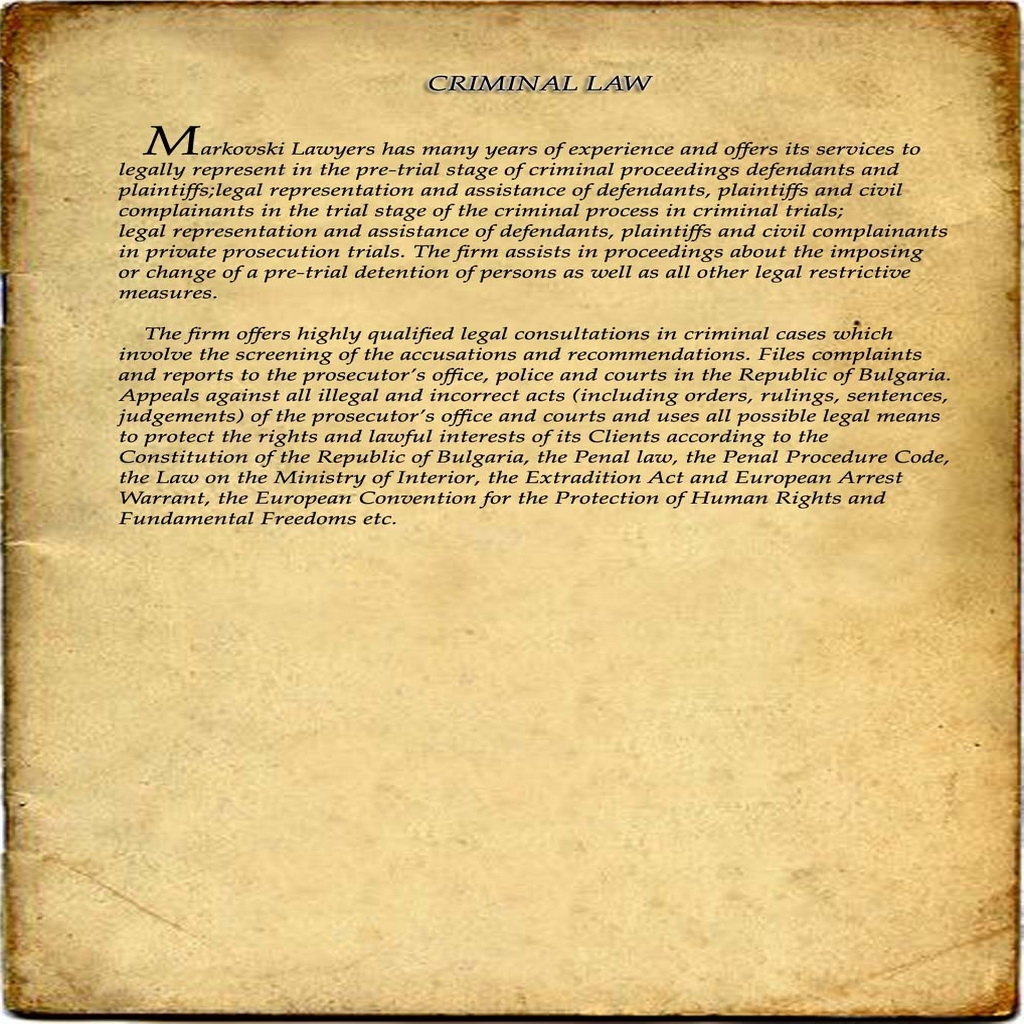 CRIMINAL LAW
Markovski Lawyers has many years of experience and offers its services to
legally represent in the pre-trial stage of criminal proceedings defendants and
plaintiffs;legal representation and assistance of defendants, plaintiffs and civil
complainants in the trial stage of the criminal process in criminal trials;
legal representation and assistance of defendants, plaintiffs and civil complainants
in private prosecution trials. The firm assists in proceedings about the imposing
or change of a pre-trial detention of persons as well as all other legal restrictive
measures.
The firm offers highly qualified legal consultations in criminal cases which
involve the screening of the accusations and recommendations. Files complaints
and reports to the prosecutor's office, police and courts in the Republic of Bulgaria.
Appeals against all illegal and incorrect acts (including orders, rulings, sentences,
judgements) of the prosecutor's office and courts and uses all possible legal means
to protect the rights and lawful interests of its Clients according to the
Constitution of the Republic of Bulgaria, the Penal law, the Penal Procedure Code,
the Law on the Ministry of Interior, the Extradition Act and European Arrest
Warrant, the European Convention for the Protection of Human Rights and
Fundamental Freedoms etc.